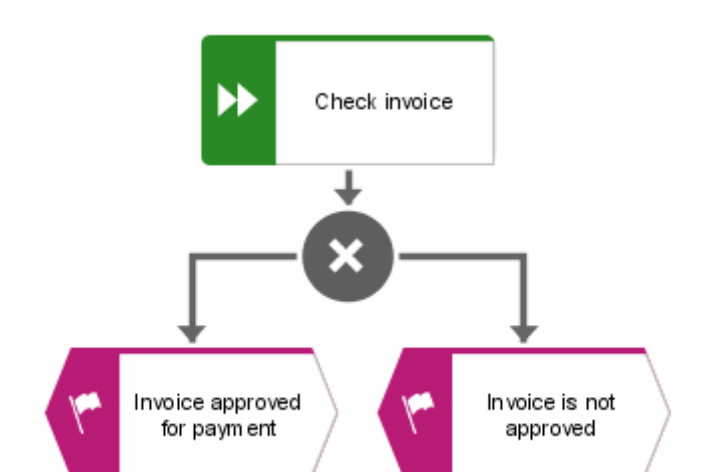 Check invoice
Invoice approved
for payment
Invoice is not
approved